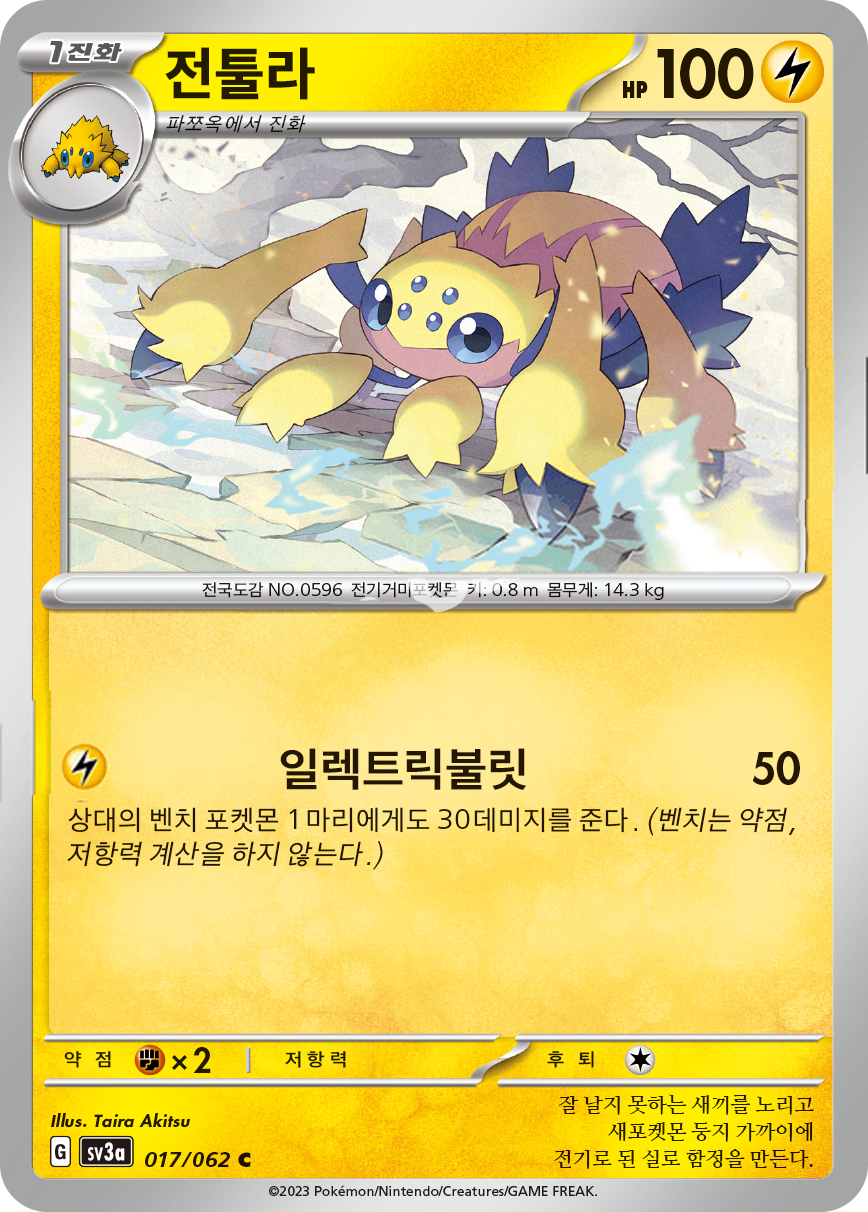 1진화
전툴라
HP 100
파쪼옥에서 진화
전국도감 NO.0596 전기거미포켓몬 키: 0.8 m 몸무게: 14.3 kg
일렉트릭불릿 50
상대의 벤치 포켓몬 1마리에게도 30데미지를 준다. (벤치는 약점,
저항력 계산을 하지 않는다.)
약점 ×2 저항력 후퇴
Illus. Taira Akitsu
잘 날지 못하는 새끼를 노리고
새포켓몬 둥지 가까이에
전기로 된 실로 함정을 만든다.
G sv3a 017/062 C
©2023 Pokémon/Nintendo/Creatures/GAME FREAK.